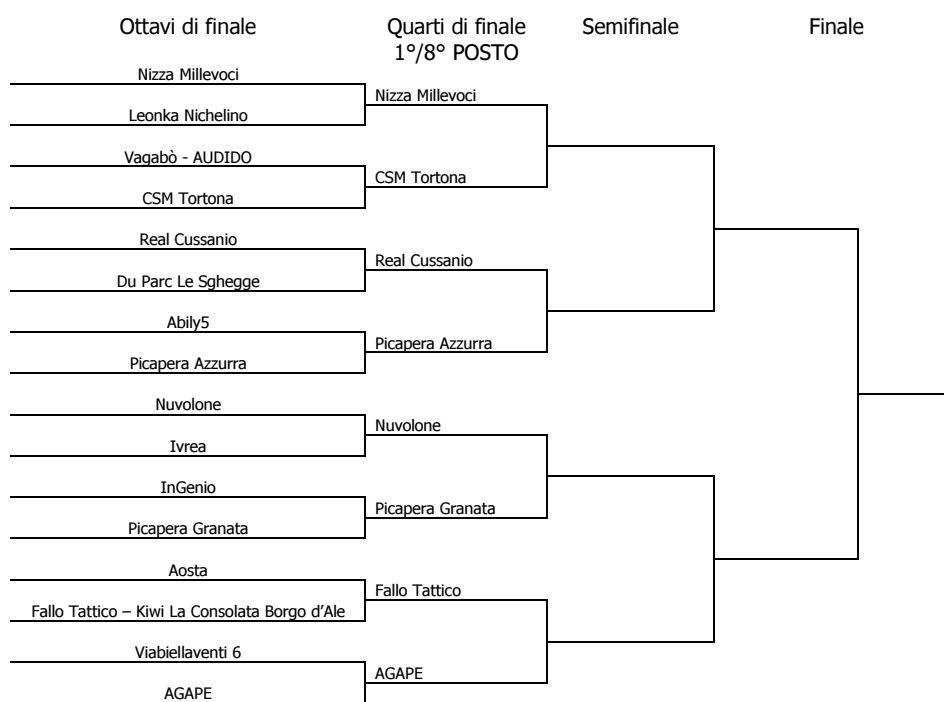 Ottavi di finale
Quarti di finale
1°/8° POSTO
Semifinale
Finale
Nizza Millevoci
Leonka Nichelino
Vagabò - AUDIDO
CSM Tortona
Real Cussanio
Du Parc Le Sghegge
Abily5
Picapera Azzurra
Nuvolone
Ivrea
InGenio
Picapera Granata
Aosta
Fallo Tattico – Kiwi La Consolata Borgo d'Ale
Viabiellaventi 6
AGAPE
Nizza Millevoci
CSM Tortona
Real Cussanio
Picapera Azzurra
Nuvolone
Picapera Granata
Fallo Tattico
AGAPE